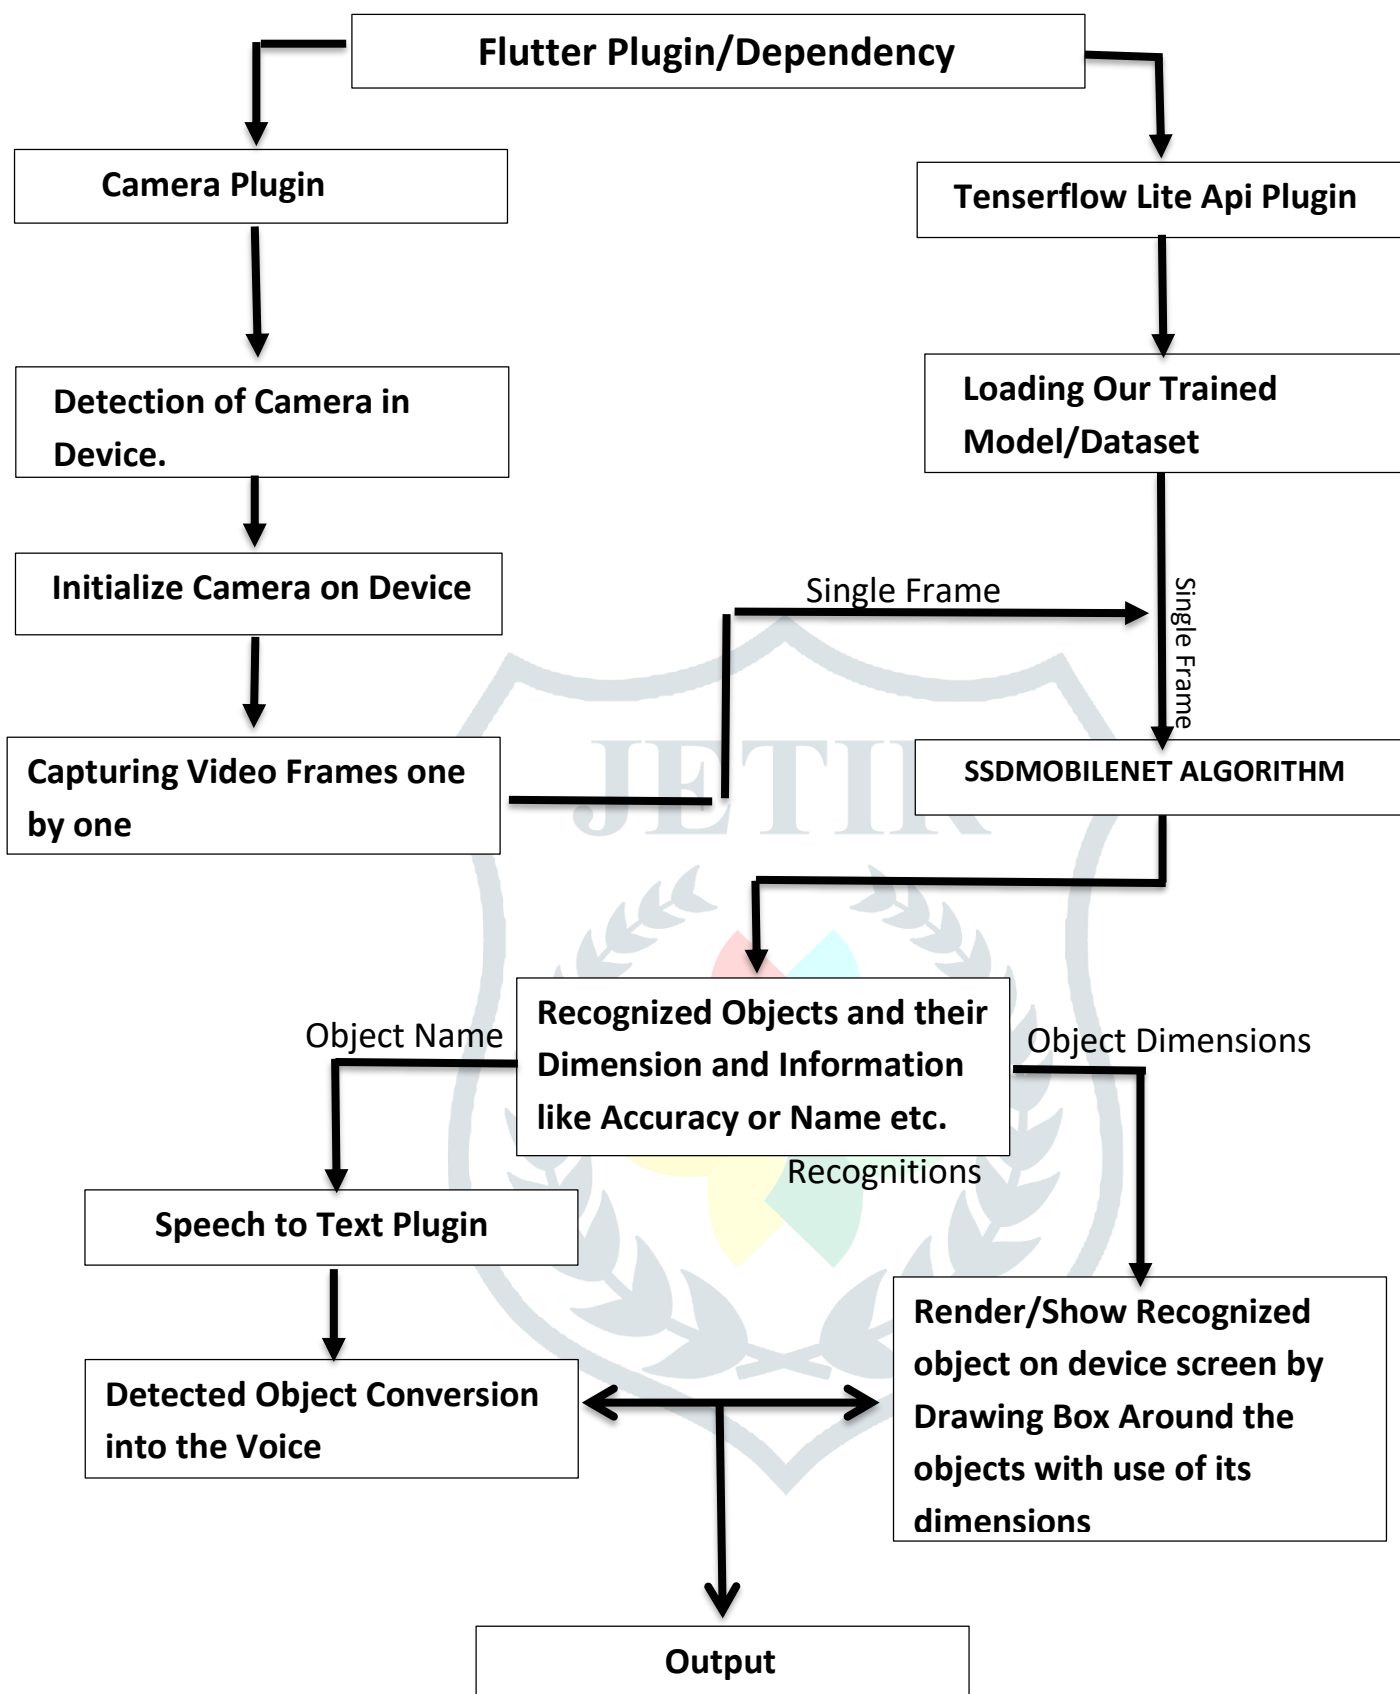 Flutter Plugin/Dependency
Camera Plugin
Tenserflow Lite Api Plugin
Detection of Camera in
Device.
Loading Our Trained
Model/Dataset
Initialize Camera on Device
Single Frame
Single Frame
Capturing Video Frames one
by one
SSDMOBILENET ALGORITHM
JETIR
Recognized Objects and their
Dimension and Information
like Accuracy or Name etc.
Object Name
Object Dimensions
Recognitions
Speech to Text Plugin
Detected Object Conversion
into the Voice
Render/Show Recognized
object on device screen by
Drawing Box Around the
objects with use of its
dimensions
Output